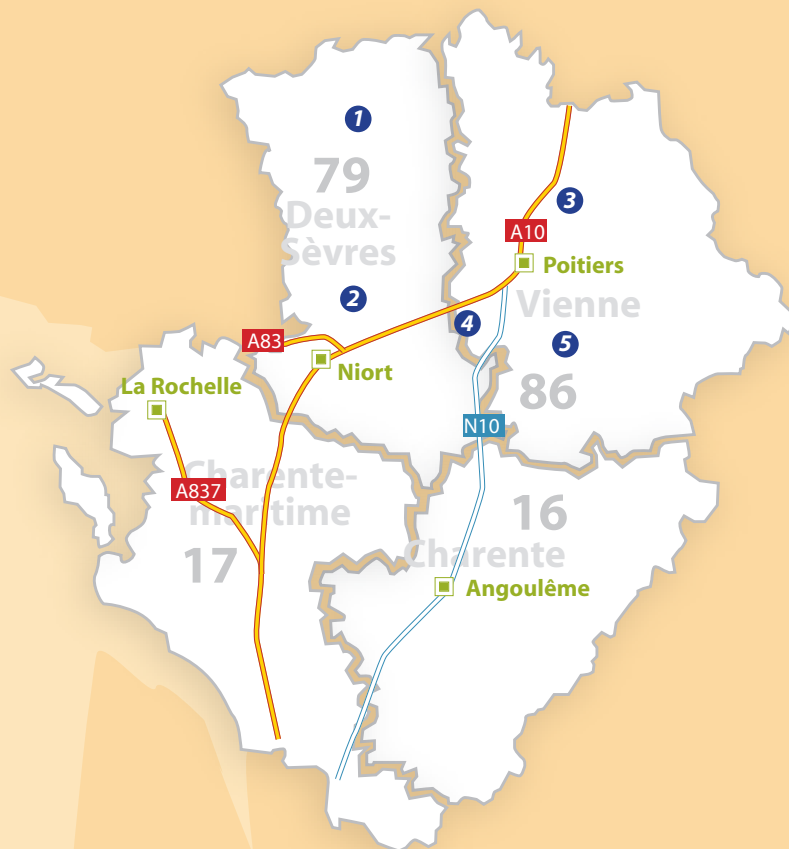 1
79
Deux-
Sèvres
3
A10
Poitiers
2
Vienne
4
A83
5
Niort
La Rochelle
86
N10
Charente-
A837
maritime
16
17
Charente
Angoulême